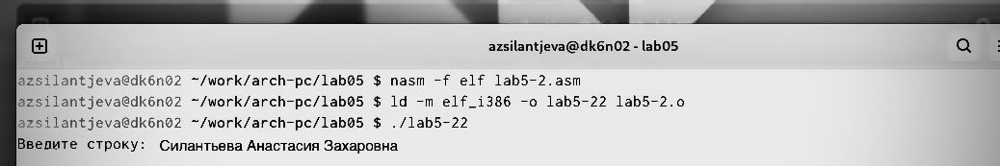 azsilantjeva@dk6n02 - lab05
azsilantjeva@dk6n02 ~/work/arch-pc/lab05 $ nasm -f elf lab5-2.asm
azsilantjeva@dk6n02 ~/work/arch-pc/lab05 $ ld -m elf_i386 -o lab5-22 lab5-2.o
azsilantjeva@dk6n02 ~/work/arch-pc/lab05 $ ./lab5-22
Введите строку: Силантьева Анастасия Захаровна